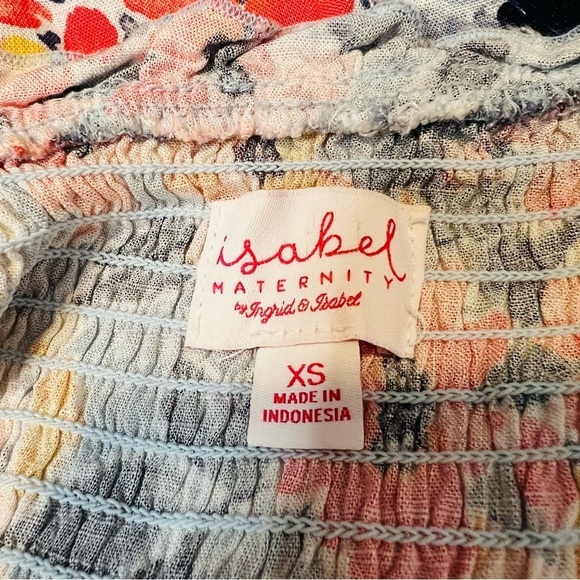 isabel
MATERNITY
by Ingrid & Isabel
XS
MADE IN
INDONESIA